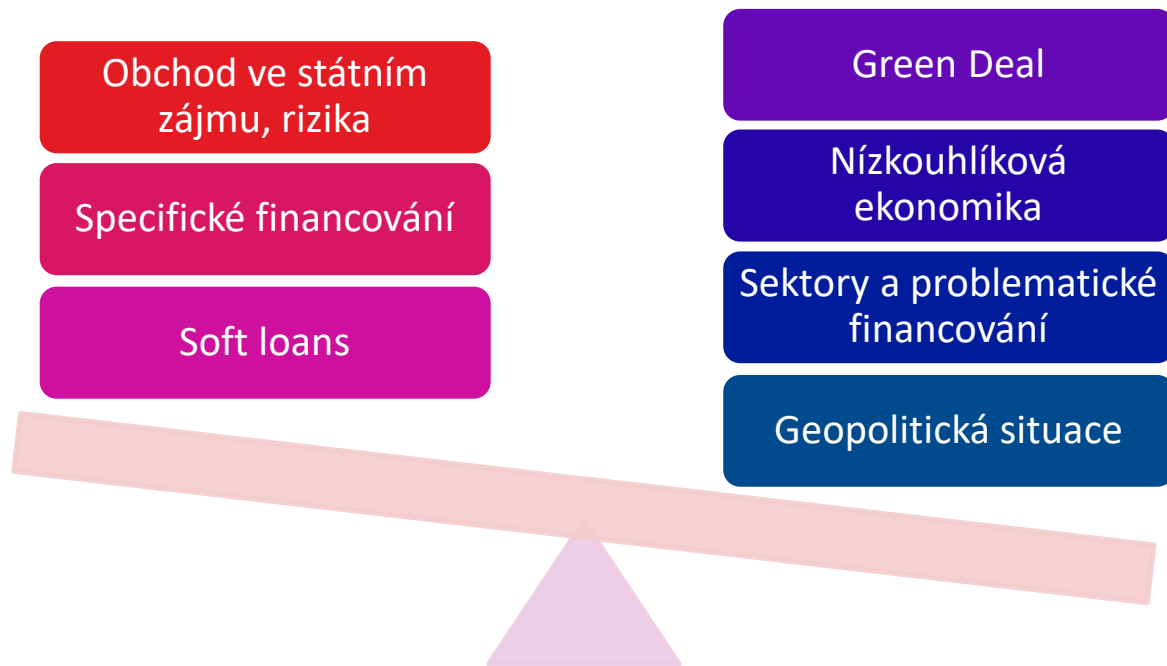 Obchod ve státním
zájmu, rizika
Specifické financování
Soft loans
Green Deal
Nízkouhlíková
ekonomika
Sektory a problematické
financování
Geopolitická situace